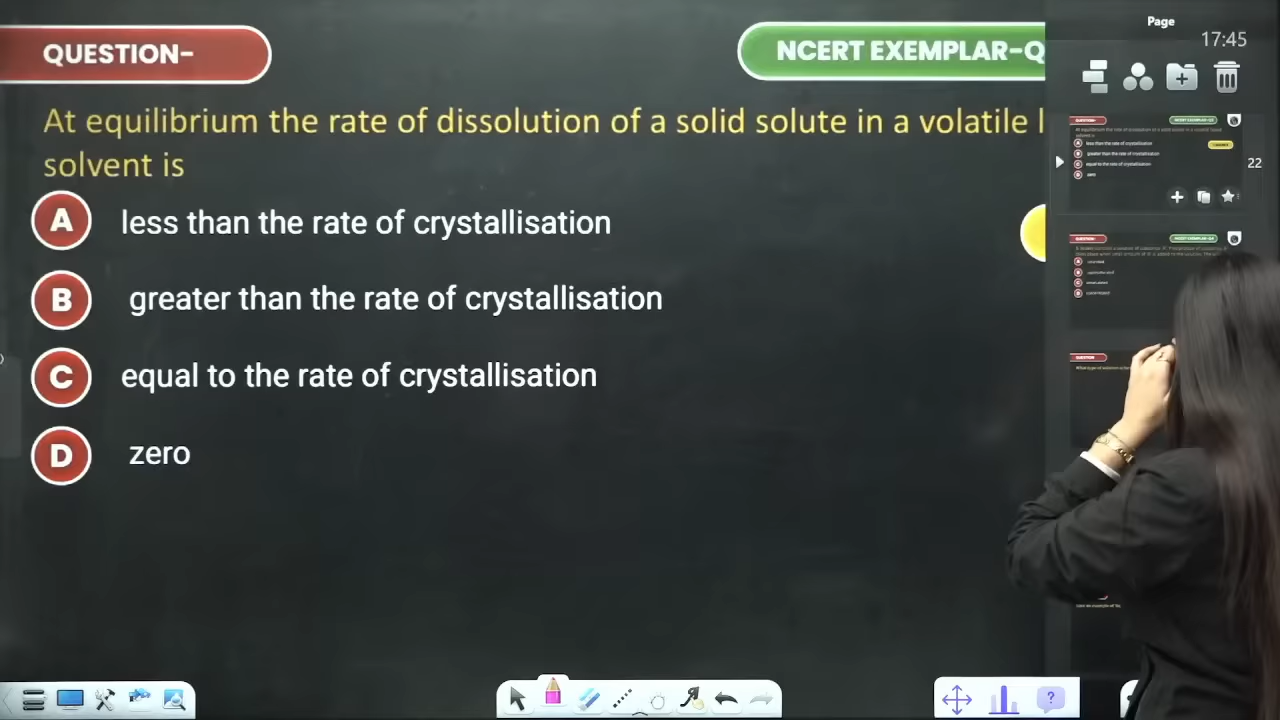 QUESTION-
NCERT EXEMPLAR-Q
Page
17:45
At equilibrium the rate of dissolution of a solid solute in a volatile l
solvent is
A less than the rate of crystallisation
B greater than the rate of crystallisation
C equal to the rate of crystallisation
D zero
22